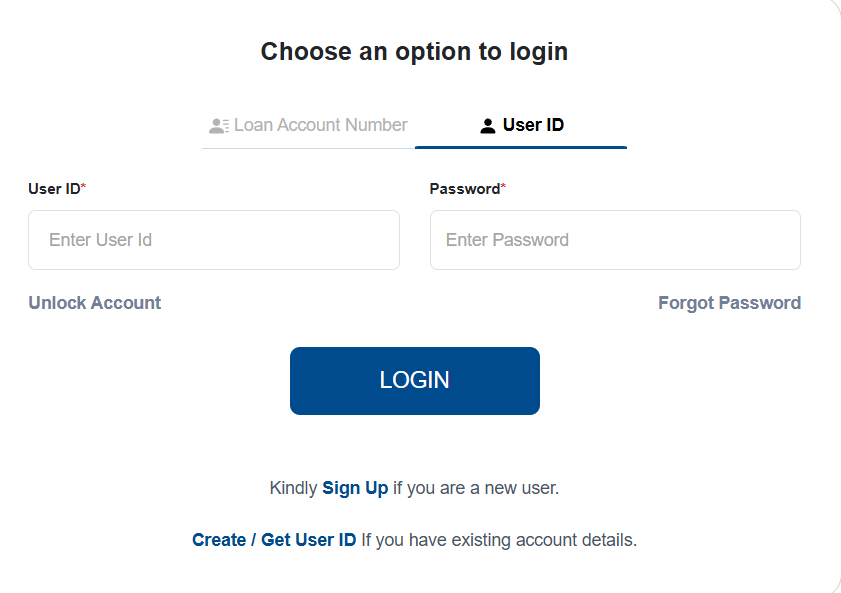 Choose an option to login
Loan Account Number User ID
User ID* Password*
Enter User Id Enter Password
Unlock Account Forgot Password
LOGIN
Kindly Sign Up if you are a new user.
Create / Get User ID If you have existing account details.